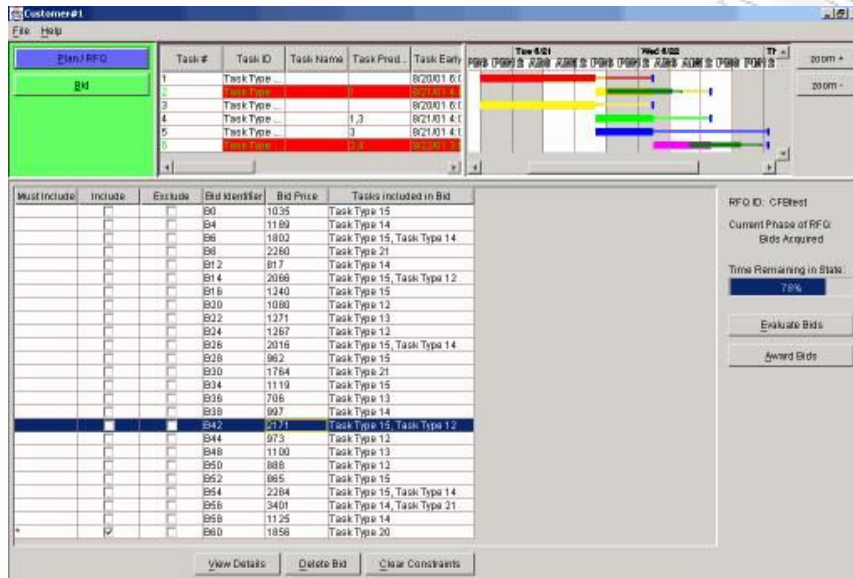 Customer#1
File Help
Plan / RFQ
Bid
Task # Task ID Task Name Task Pred... Task Early
1 Task Type ... 8/20/01 6:0
2 Task Type ... 1 8/21/01 4:0
3 Task Type ... 8/20/01 6:0
4 Task Type ... 1,3 8/21/01 4:0
5 Task Type ... 3 8/21/01 4:0
6 Task Type ...
Tue 8/21 Wed 8/22 Th
zoom +
zoom -
Must Include Include Exclude Bid Identifier Bid Price Tasks included in Bid
B0 1035 Task Type 15
B4 1189 Task Type 14
B6 1802 Task Type 15, Task Type 14
B8 2260 Task Type 21
B12 817 Task Type 14
B14 2066 Task Type 15, Task Type 12
B16 1240 Task Type 15
B20 1080 Task Type 12
B22 1271 Task Type 13
B24 1267 Task Type 12
B26 2016 Task Type 15, Task Type 14
B28 962 Task Type 15
B30 1764 Task Type 21
B34 1119 Task Type 15
B36 706 Task Type 13
B38 997 Task Type 14
B42 2171 Task Type 15, Task Type 12
B44 973 Task Type 12
B48 1100 Task Type 13
B50 888 Task Type 12
B52 865 Task Type 15
B54 2284 Task Type 15, Task Type 14
B56 3401 Task Type 14, Task Type 21
B58 1125 Task Type 14
* B60 1856 Task Type 20
RFQ ID: CFBtest
Current Phase of RFQ:
Bids Acquired
Time Remaining in State:
78%
Evaluate Bids
Award Bids
View Details Delete Bid Clear Constraints